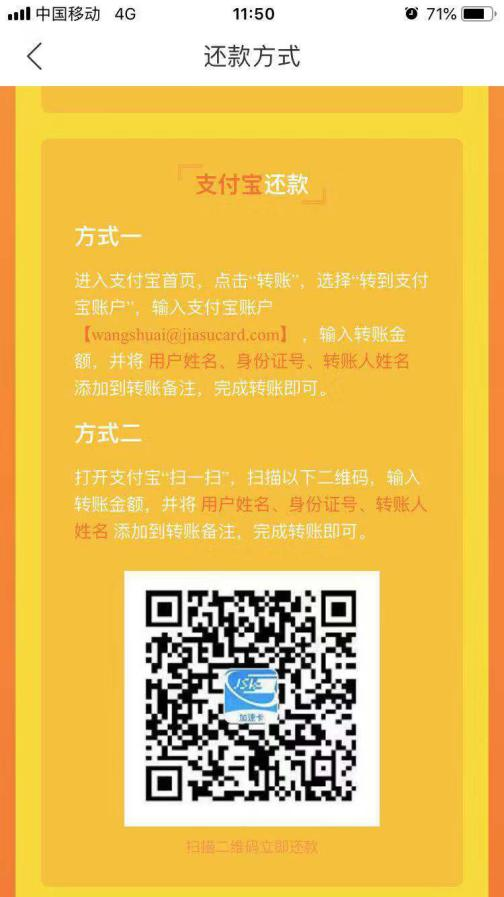 中国移动 4G 11:50 71%
还款方式
支付宝还款
方式一
进入支付宝首页，点击“转账”，选择“转到支付
宝账户”，输入支付宝账户
【wangshuai@jiasucard.com】，输入转账金
额，并将 用户姓名、身份证号、转账人姓名
添加到转账备注，完成转账即可。
方式二
打开支付宝“扫一扫”，扫描以下二维码，输入
转账金额，并将 用户姓名、身份证号、转账人
姓名 添加到转账备注，完成转账即可。
JSK
加速卡
扫描二维码立即还款